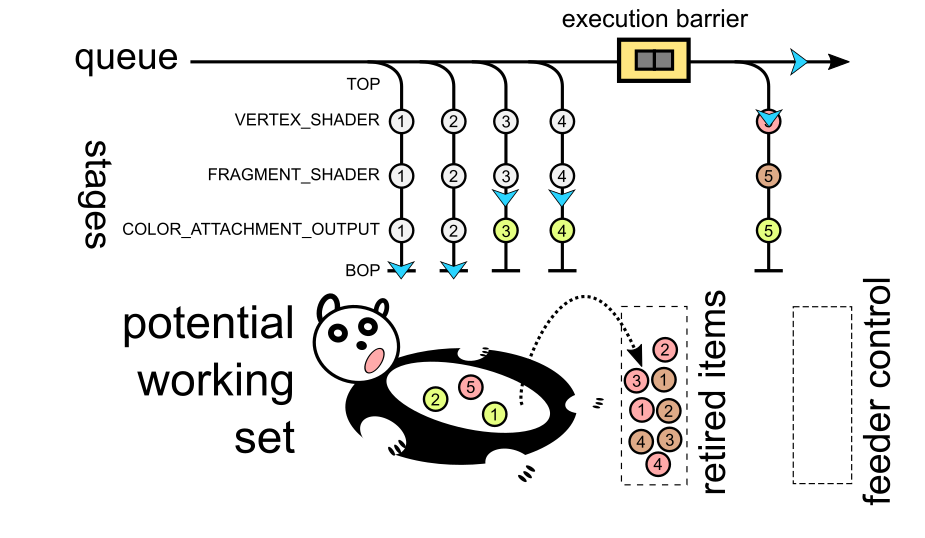 execution barrier
queue
TOP
VERTEX_SHADER 1 2 3 4
FRAGMENT_SHADER 1 2 3 4 5
COLOR_ATTACHMENT_OUTPUT 1 2 3 4 5
BOP
stages
potential
working
set
2 5 1
2
3 1
1 2
4 3
4
retired items
feeder control